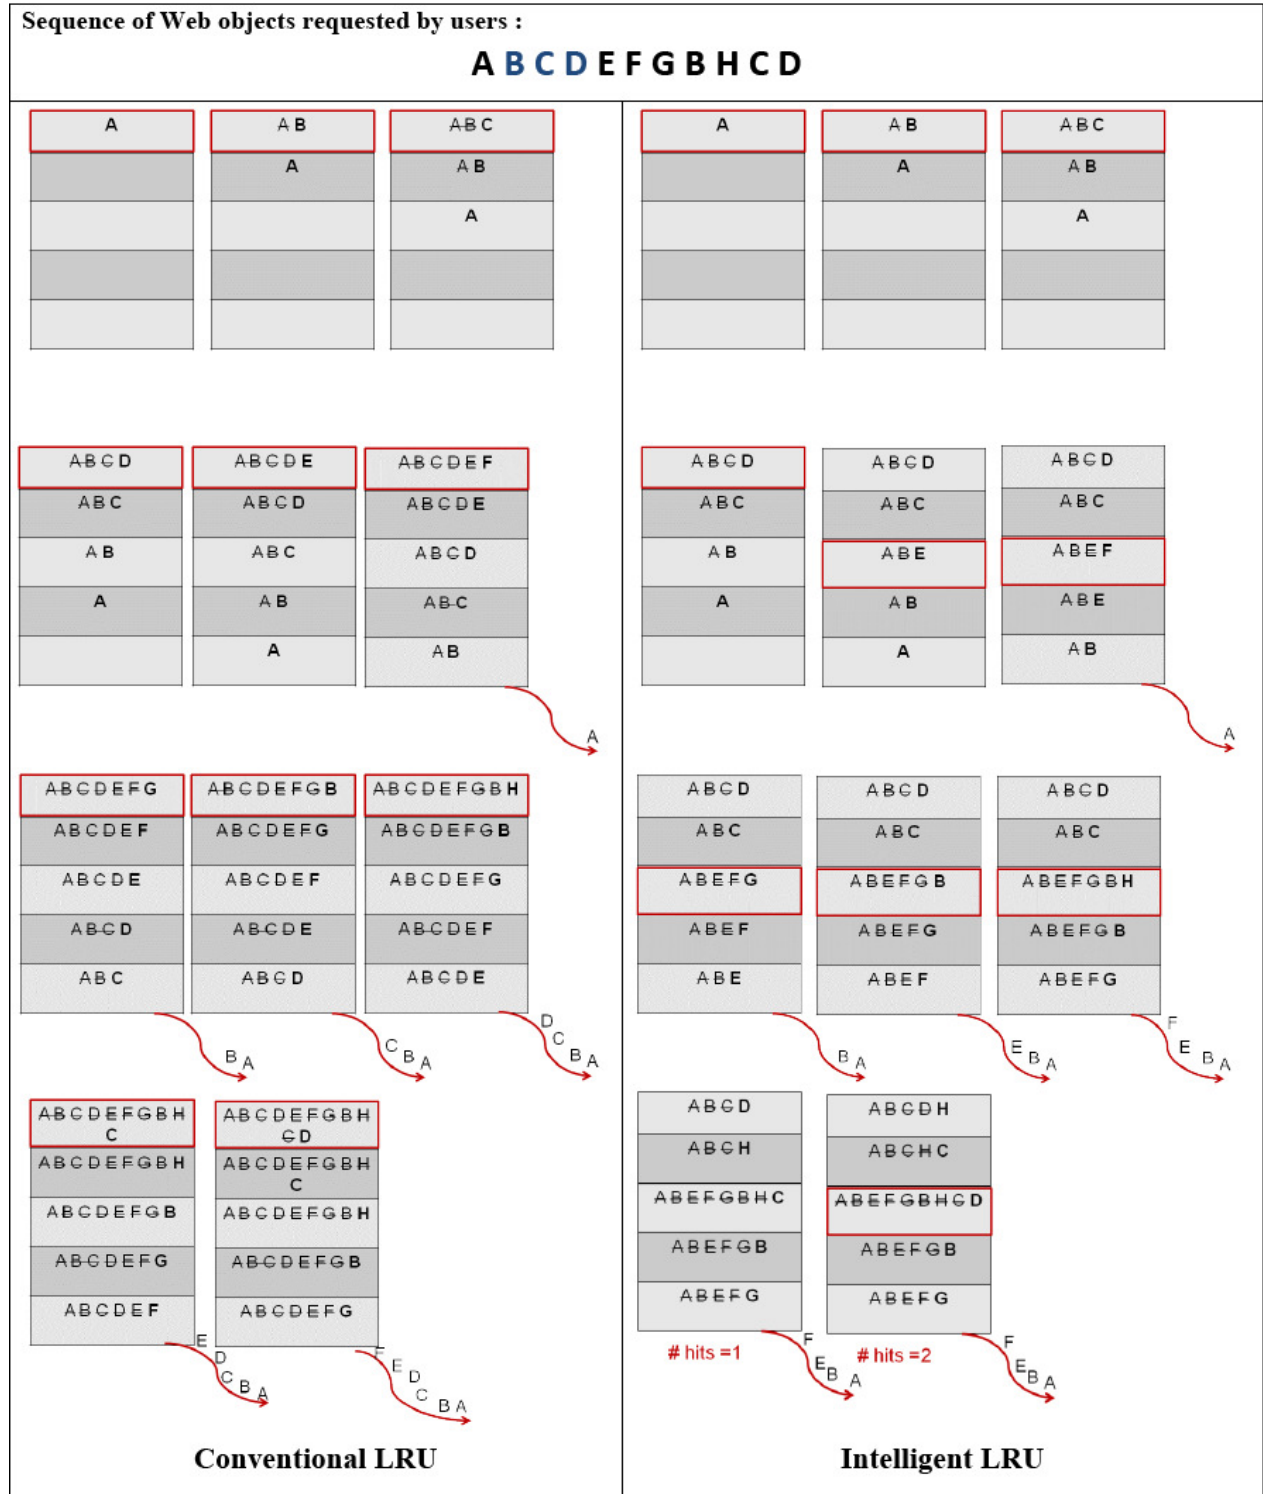 Sequence of Web objects requested by users :
A B C D E F G B H C D
A
A B
A
A B C
A B
A
A B C D
A B C
A B
A
A B C D E
A B C D
A B C
A B
A
A B C D E F
A B C D E
A B C D
A B C
A B
A
A B C D E F G
A B C D E F
A B C D E
A B C D
A B C
B A
A B C D E F G B
A B C D E F G
A B C D E F
A B C D E
A B C D
C B A
A B C D E F G B H
A B C D E F G B
A B C D E F G
A B C D E F
A B C D E
D C B A
A B C D E F G B H
C
A B C D E F G B H
A B C D E F G B
A B C D E F G
A B C D E F
E D C B A
A B C D E F G B H
C D
A B C D E F G B H
C
A B C D E F G B H
A B C D E F G B
A B C D E F G
F E D C B A
Conventional LRU
A
A B
A
A B C
A B
A
A B C D
A B C
A B
A
A B C D
A B C
A B E
A B
A
A B C D
A B C
A B E F
A B E
A B
A
A B C D
A B C
A B E F G
A B E F
A B E
B A
A B C D
A B C
A B E F G B
A B E F G
A B E F
E B A
A B C D
A B C
A B E F G B H
A B E F G B
A B E F G
F E B A
A B C D
A B C H
A B E F G B H C
A B E F G B
A B E F G
# hits =1
F E B A
A B C D H
A B C H C
A B E F G B H C D
A B E F G B
A B E F G
# hits =2
F E B A
Intelligent LRU